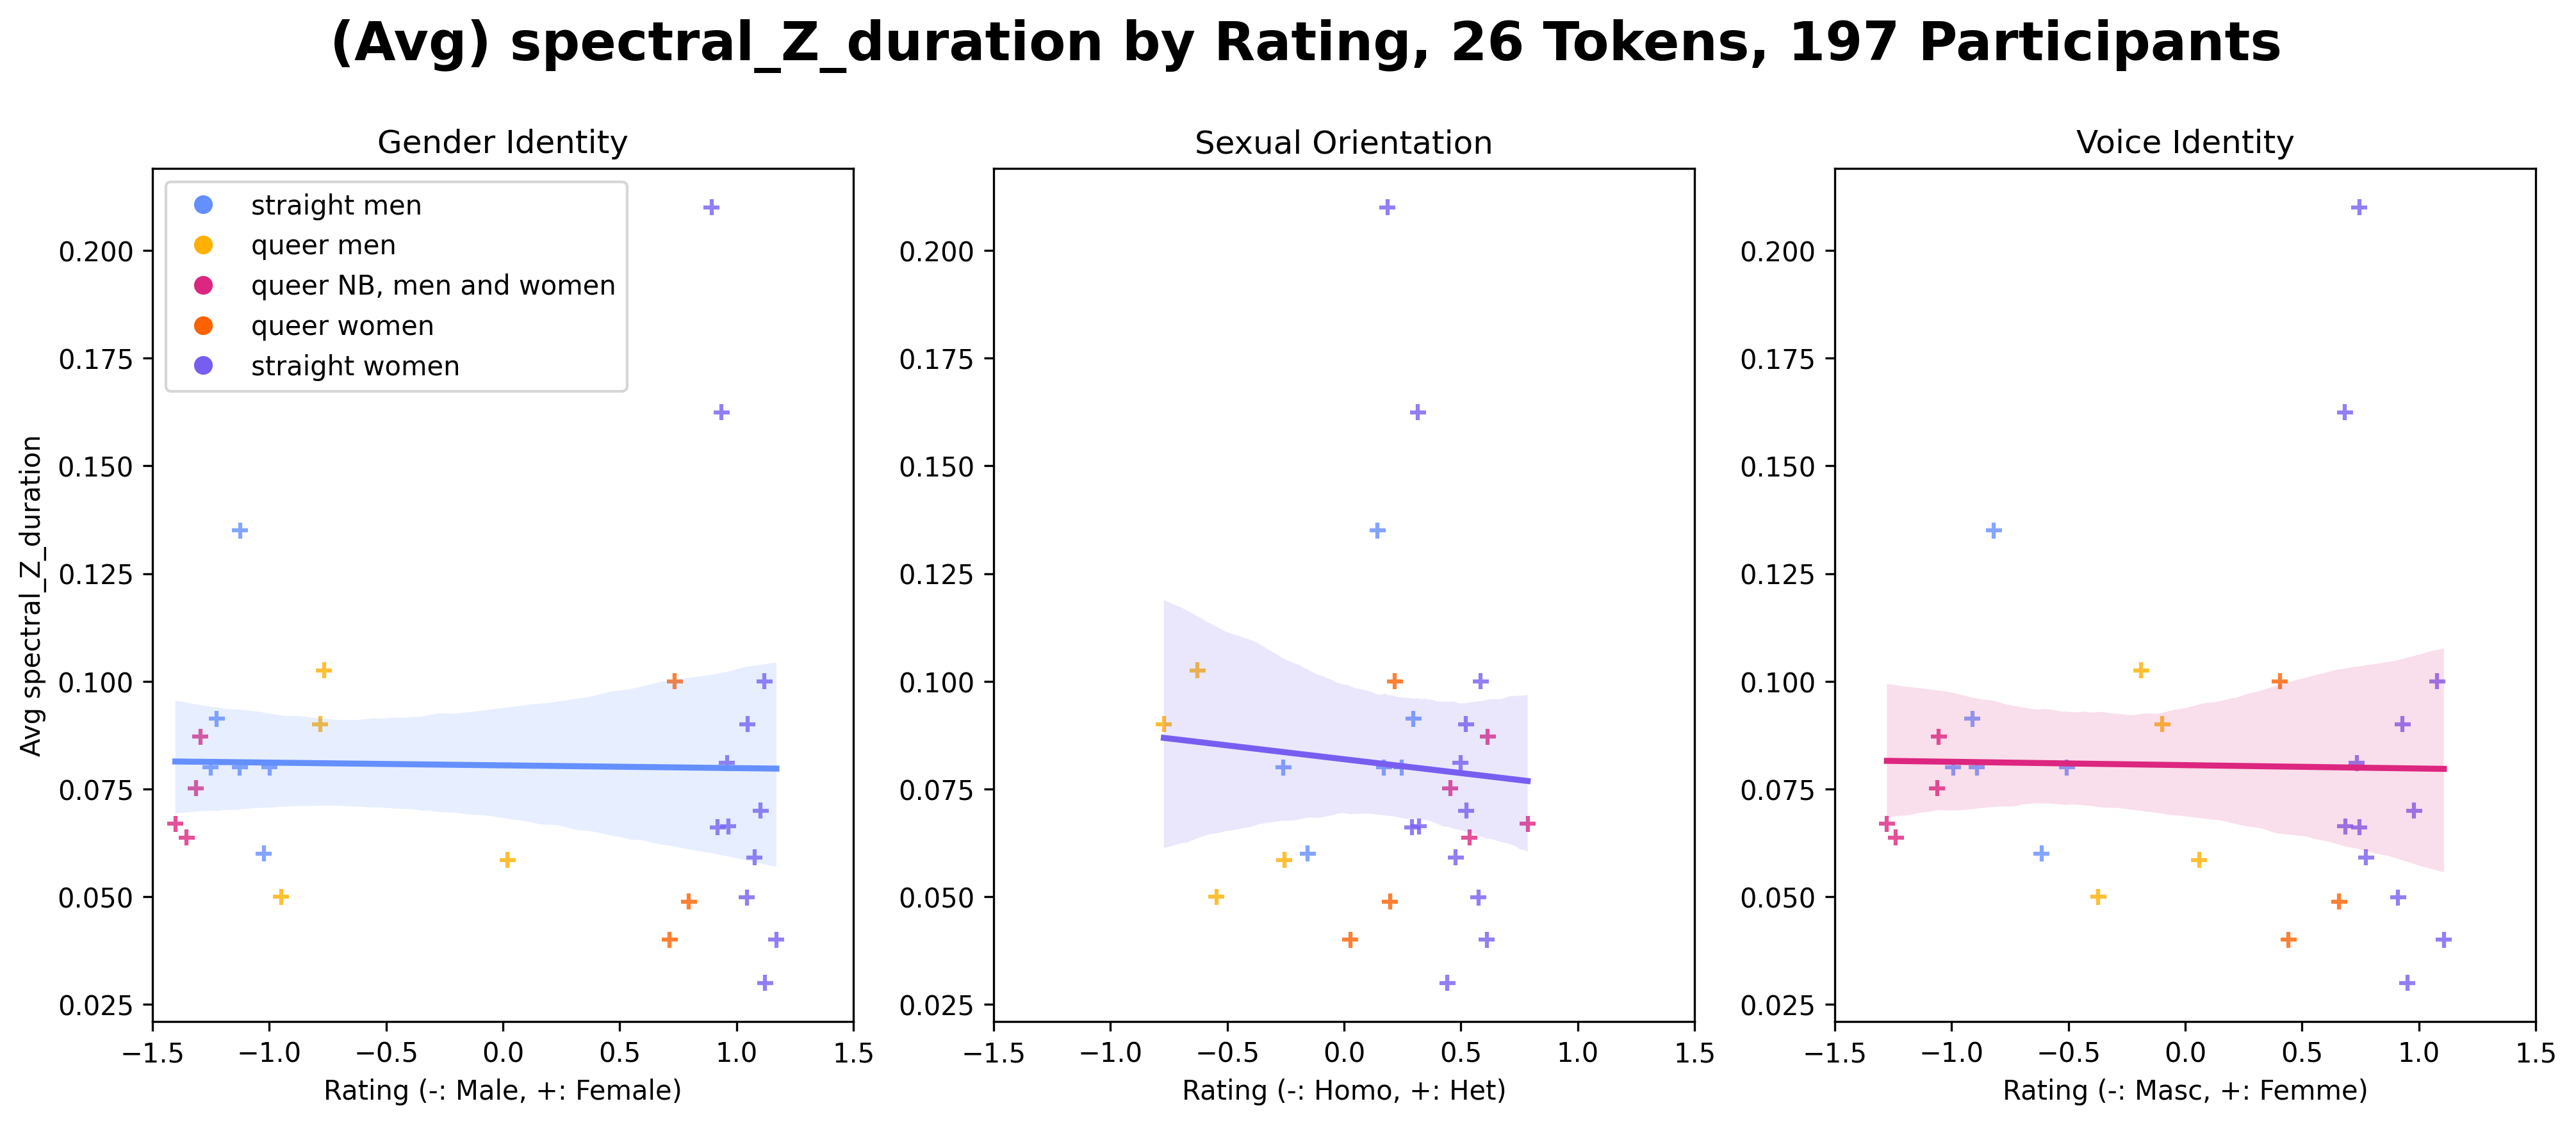 (Avg) spectral_Z_duration by Rating, 26 Tokens, 197 Participants
Gender Identity
straight men
queer men
queer NB, men and women
queer women
straight women
Avg spectral_Z_duration
0.200
0.175
0.150
0.125
0.100
0.075
0.050
0.025
−1.5 −1.0 −0.5 0.0 0.5 1.0 1.5
Rating (-: Male, +: Female)
Sexual Orientation
0.200
0.175
0.150
0.125
0.100
0.075
0.050
0.025
−1.5 −1.0 −0.5 0.0 0.5 1.0 1.5
Rating (-: Homo, +: Het)
Voice Identity
0.200
0.175
0.150
0.125
0.100
0.075
0.050
0.025
−1.5 −1.0 −0.5 0.0 0.5 1.0 1.5
Rating (-: Masc, +: Femme)